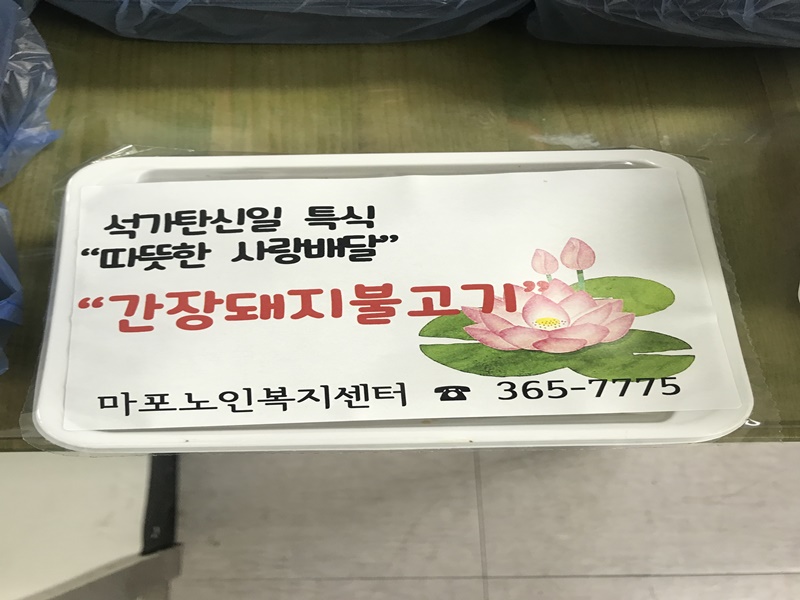 석가탄신일 특식
“따뜻한 사랑배달”
“간장돼지불고기”
마포노인복지센터 ☎ 365-7775